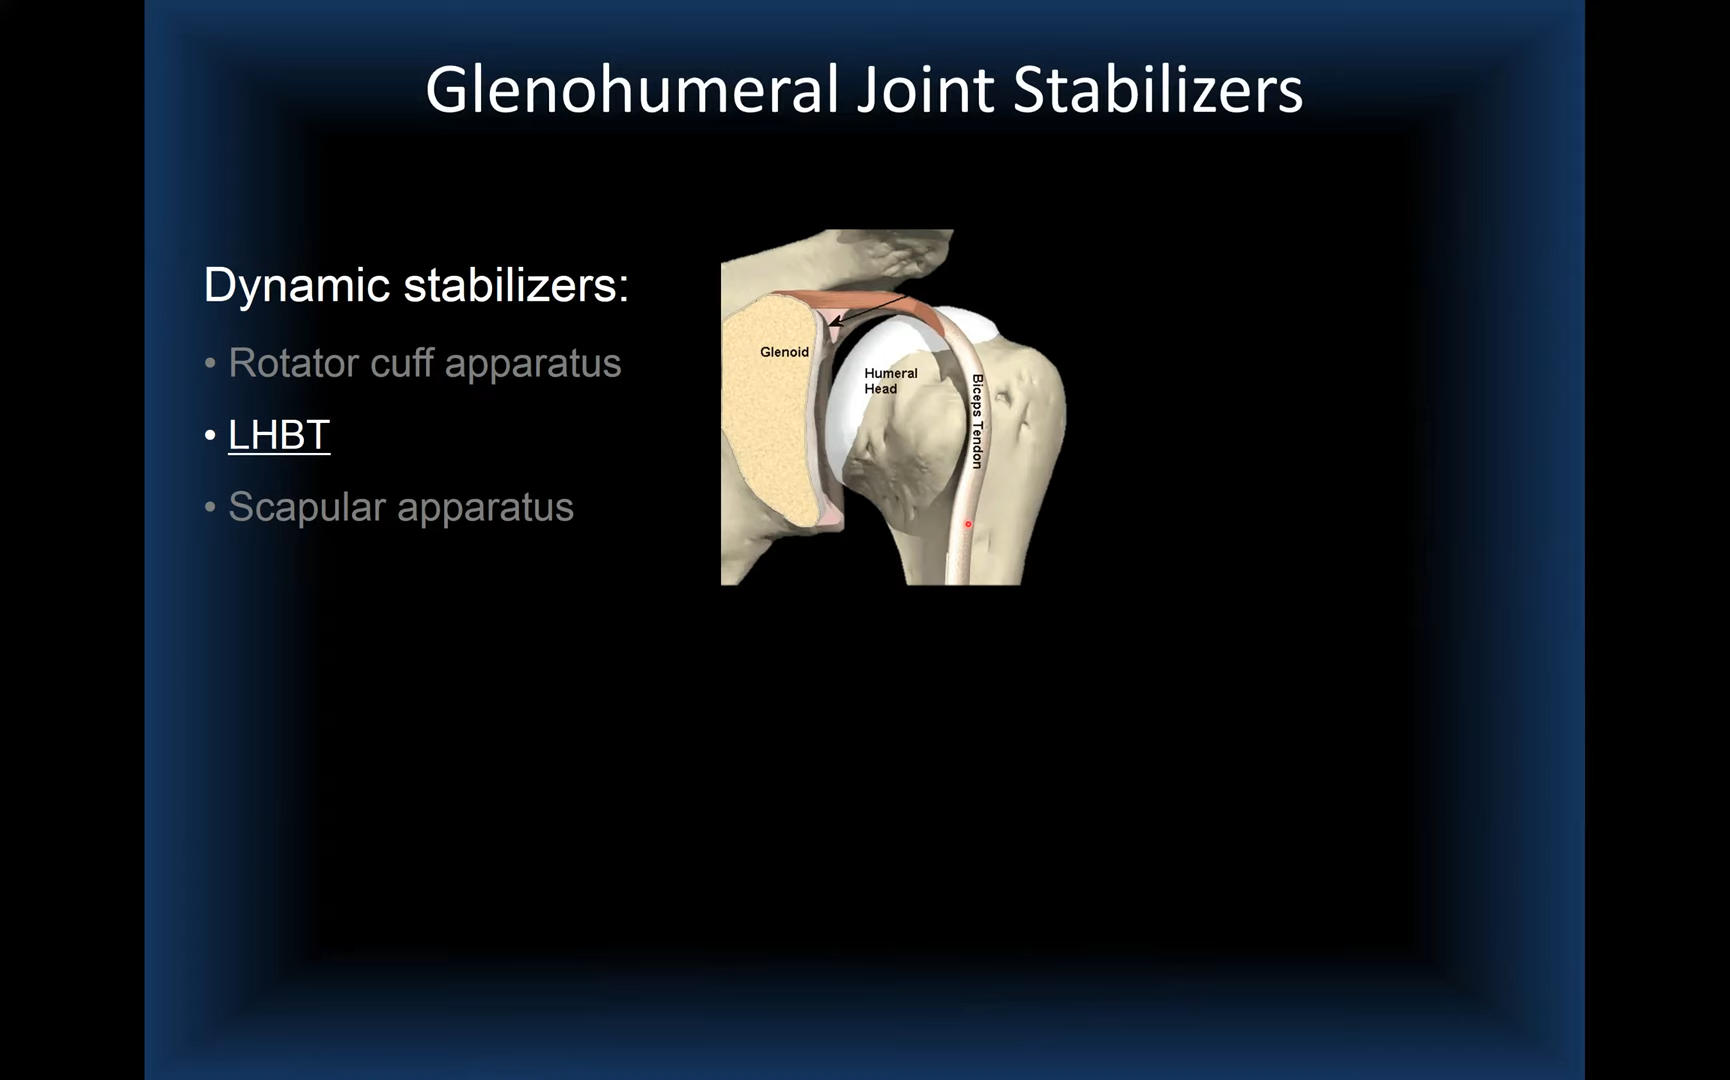 Glenohumeral Joint Stabilizers
Dynamic stabilizers:
• Rotator cuff apparatus
• LHBT
• Scapular apparatus
Glenoid
Humeral
Head
Biceps Tendon